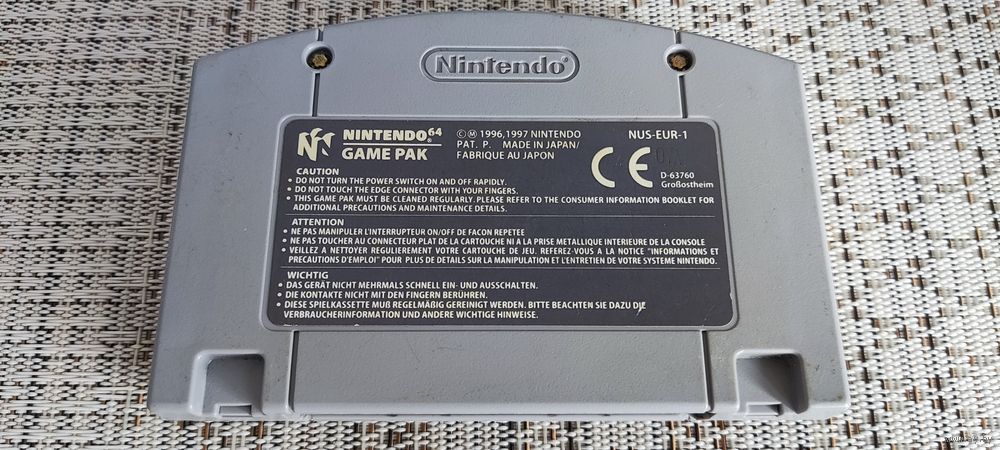 Nintendo
NINTENDO 64
GAME PAK
©Ⓜ 1996,1997 NINTENDO
PAT. P. MADE IN JAPAN/
FABRIQUE AU JAPON
NUS-EUR-1
CE
D-63760
Großostheim
CAUTION
• DO NOT TURN THE POWER SWITCH ON AND OFF RAPIDLY.
• DO NOT TOUCH THE EDGE CONNECTOR WITH YOUR FINGERS.
• THIS GAME PAK MUST BE CLEANED REGULARLY. PLEASE REFER TO THE CONSUMER INFORMATION BOOKLET FOR
ADDITIONAL PRECAUTIONS AND MAINTENANCE DETAILS.
ATTENTION
• NE PAS MANIPULER L'INTERRUPTEUR ON/OFF DE FACON REPETEE
• NE PAS TOUCHER AU CONNECTEUR PLAT DE LA CARTOUCHE NI A LA PRISE METALLIQUE INTERIEURE DE LA CONSOLE
• VEILLEZ A NETTOYER REGULIEREMENT VOTRE CARTOUCHE DE JEU. REFEREZ-VOUS A LA NOTICE "INFORMATIONS ET
PRECAUTIONS D'EMPLOI" POUR PLUS DE DETAILS SUR LA MANIPULATION ET L'ENTRETIEN DE VOTRE SYSTEME NINTENDO.
WICHTIG
• DAS GERÄT NICHT MEHRMALS SCHNELL EIN- UND AUSSCHALTEN.
• DIE KONTAKTE NICHT MIT DEN FINGERN BERÜHREN.
• DIESE SPIELKASSETTE MUß REGELMÄßIG GEREINIGT WERDEN. BITTE BEACHTEN SIE DAZU DIE
VERBRAUCHERINFORMATION UND ANDERE WICHTIGE HINWEISE.